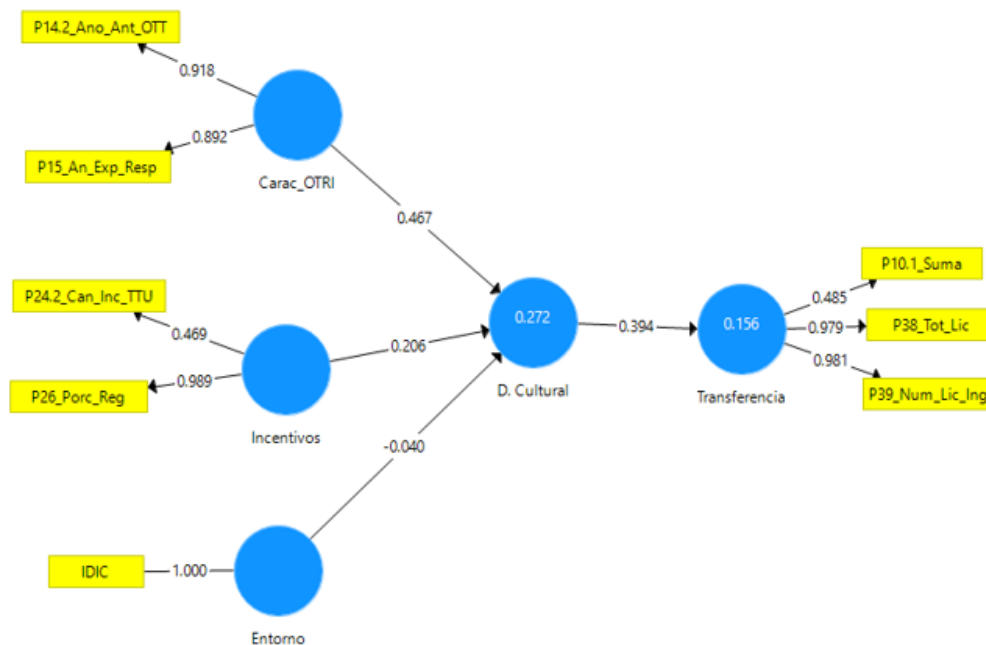 P14.2_Ano_Ant_OTT
0.918
0.892
P15_An_Exp_Resp
Carac_OTRI
0.467
P24.2_Can_Inc_TTU
0.469
P26_Porc_Reg
0.989
Incentivos
0.206
-0.040
IDIC
1.000
Entorno
0.272
D. Cultural
0.394
0.156
Transferencia
P10.1_Suma
0.485
P38_Tot_Lic
0.979
0.981
P39_Num_Lic_Ing